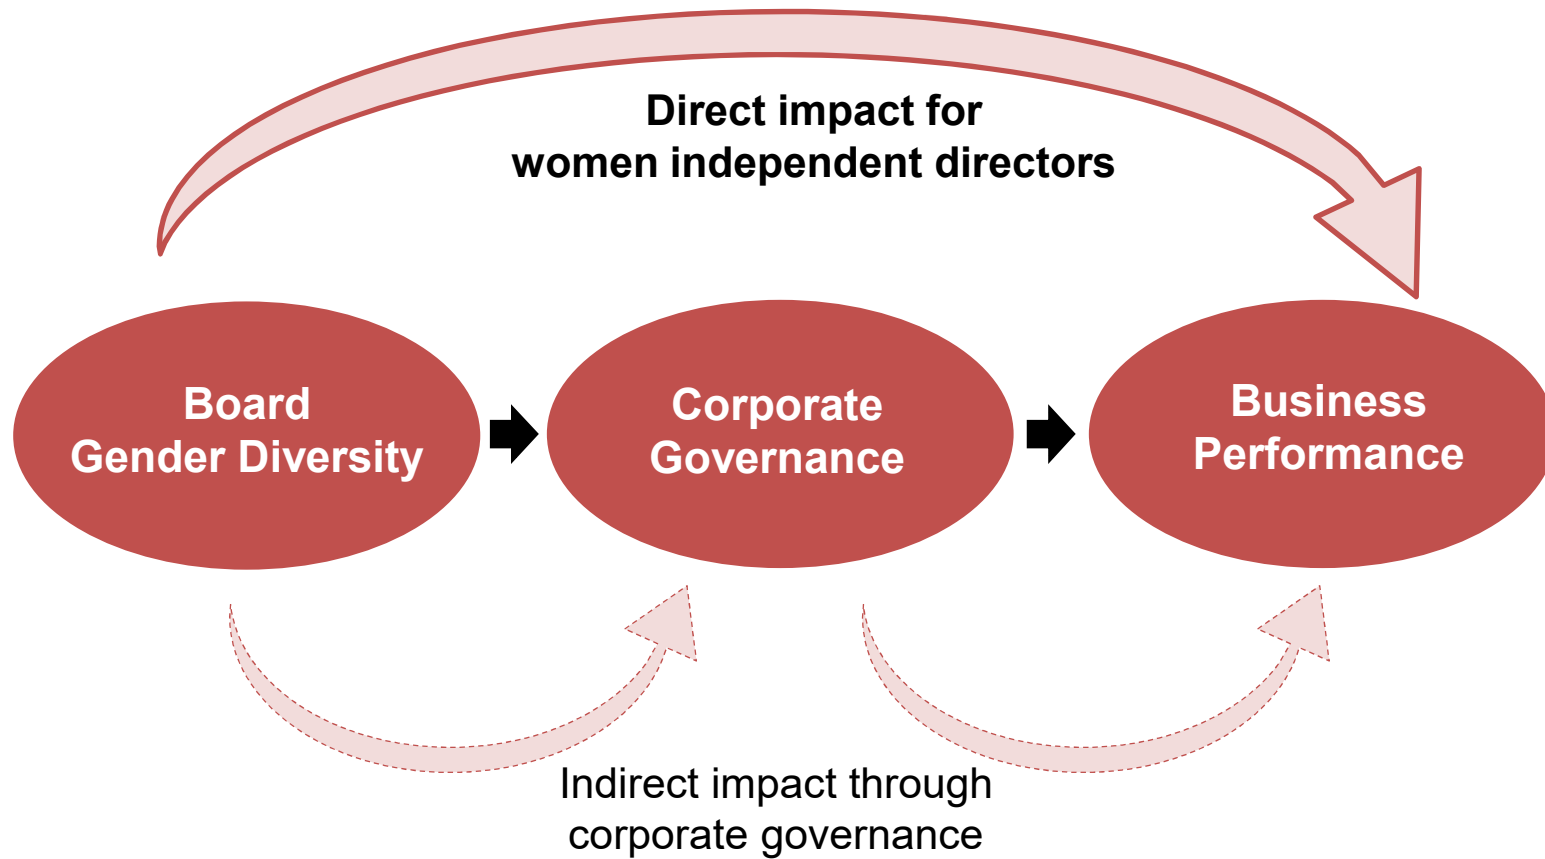 Direct impact for
women independent directors
Board
Gender Diversity
Corporate
Governance
Business
Performance
Indirect impact through
corporate governance